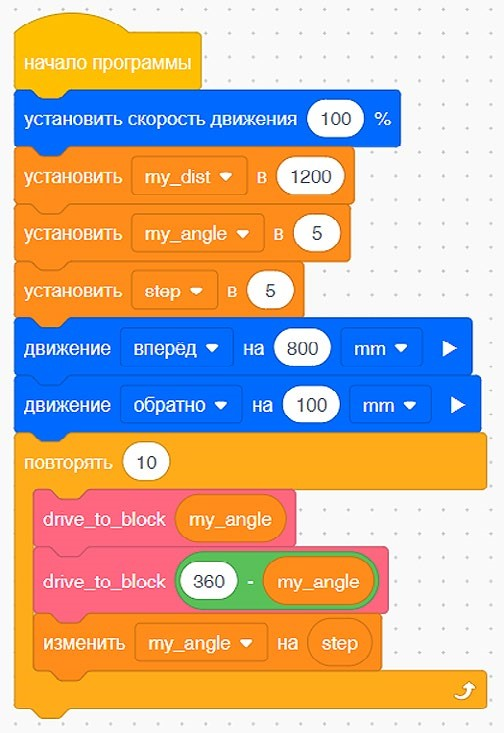 начало программы
установить скорость движения 100 %
установить my_dist в 1200
установить my_angle в 5
установить step в 5
движение вперёд на 800 mm
движение обратно на 100 mm
повторять 10
drive_to_block my_angle
drive_to_block 360 - my_angle
изменить my_angle на step